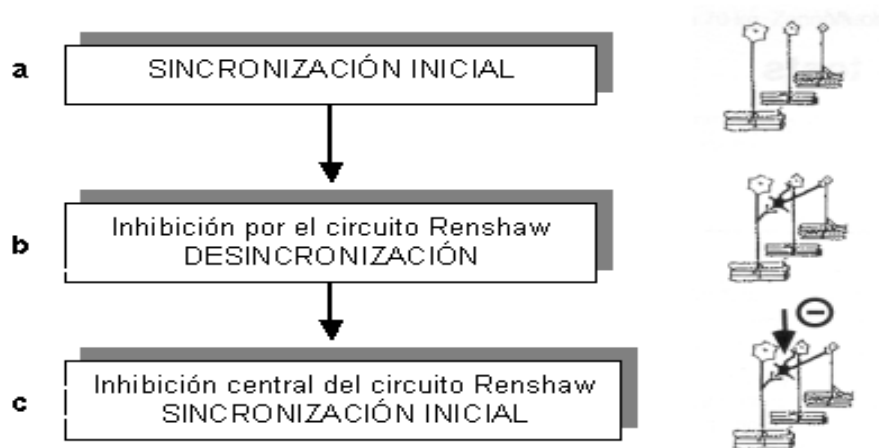 a
SINCRONIZACIÓN INICIAL
b
Inhibición por el circuito Renshaw
DESINCRONIZACIÓN
c
Inhibición central del circuito Renshaw
SINCRONIZACIÓN INICIAL